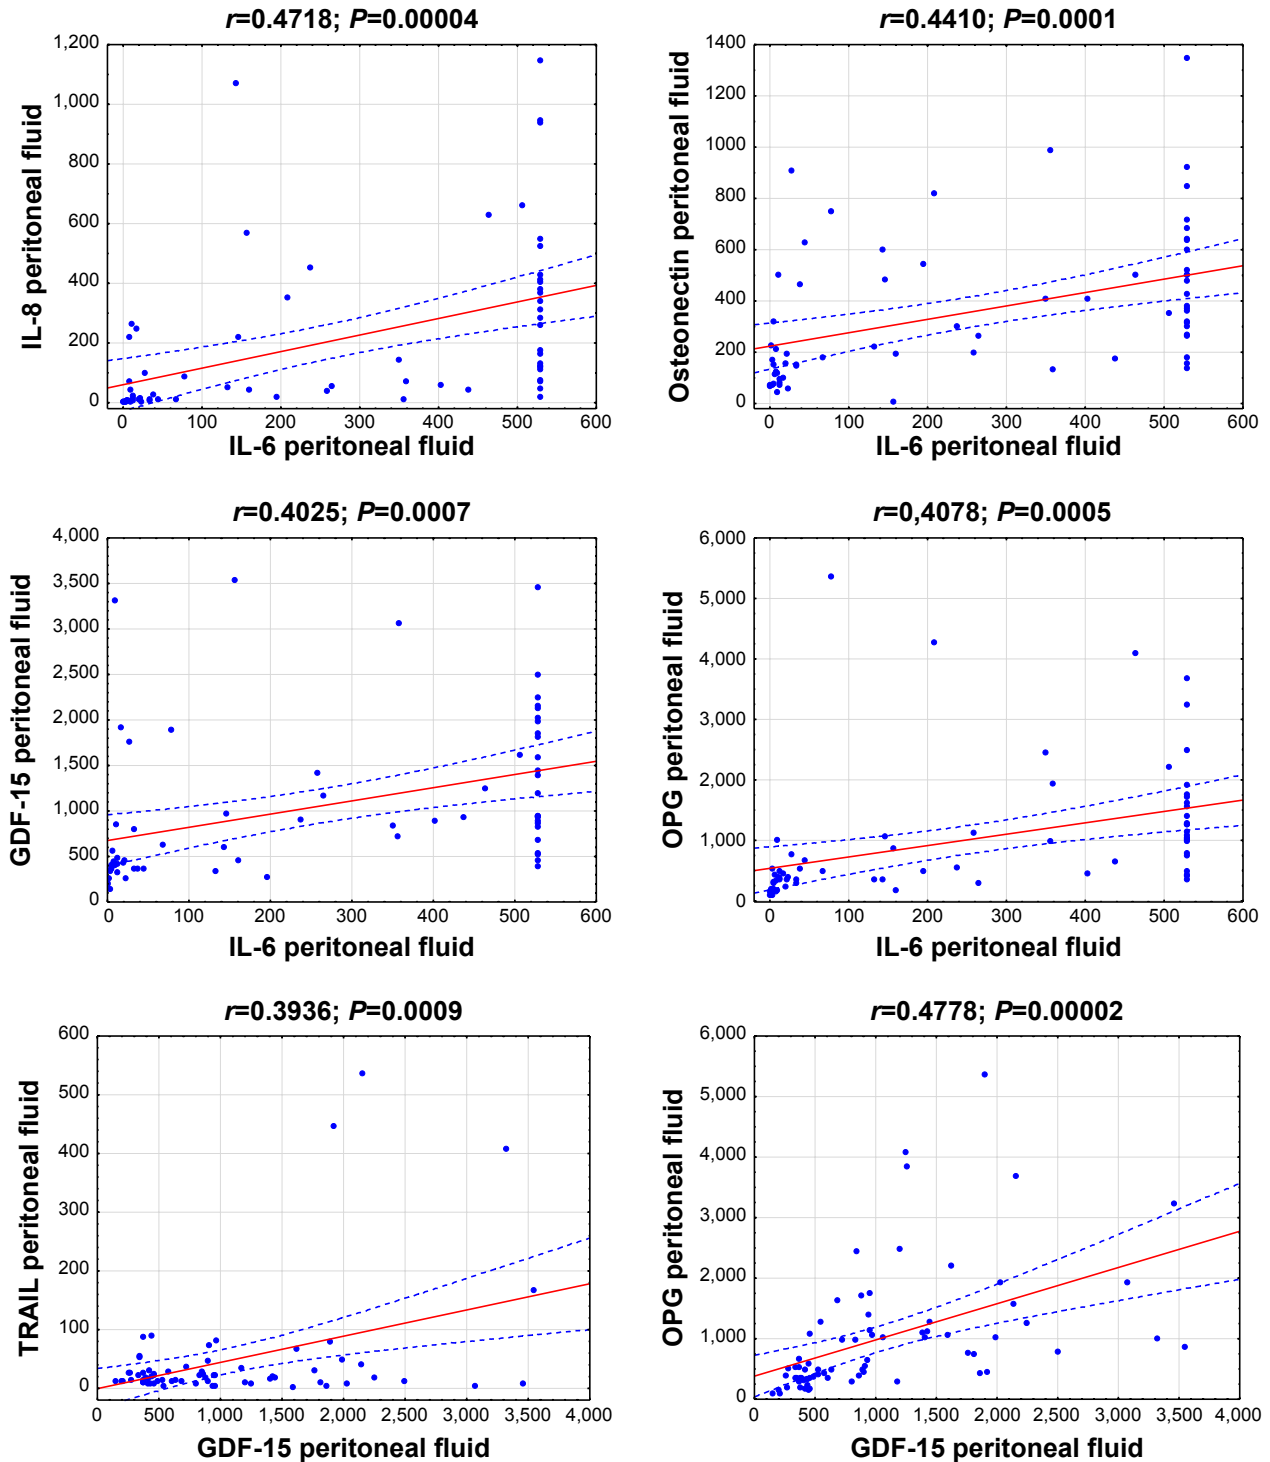 r=0.4718; P=0.00004
1,200
1,000
800
600
400
200
0
IL-8 peritoneal fluid
0 100 200 300 400 500 600
IL-6 peritoneal fluid
r=0.4410; P=0.0001
1400
1200
1000
800
600
400
200
0
Osteonectin peritoneal fluid
0 100 200 300 400 500 600
IL-6 peritoneal fluid
r=0.4025; P=0.0007
4,000
3,500
3,000
2,500
2,000
1,500
1,000
500
0
GDF-15 peritoneal fluid
0 100 200 300 400 500 600
IL-6 peritoneal fluid
r=0,4078; P=0.0005
6,000
5,000
4,000
3,000
2,000
1,000
0
OPG peritoneal fluid
0 100 200 300 400 500 600
IL-6 peritoneal fluid
r=0.3936; P=0.0009
600
500
400
300
200
100
0
TRAIL peritoneal fluid
0 500 1,000 1,500 2,000 2,500 3,000 3,500 4,000
GDF-15 peritoneal fluid
r=0.4778; P=0.00002
6,000
5,000
4,000
3,000
2,000
1,000
0
OPG peritoneal fluid
0 500 1,000 1,500 2,000 2,500 3,000 3,500 4,000
GDF-15 peritoneal fluid